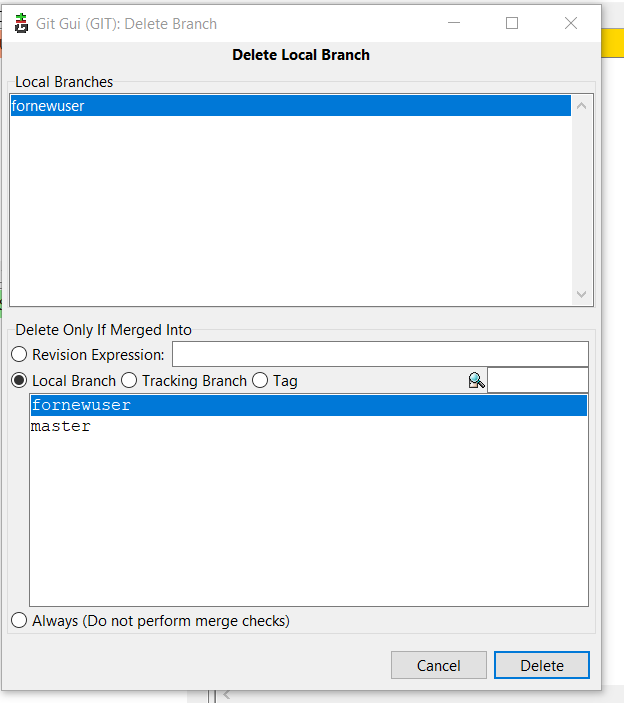 Git Gui (GIT): Delete Branch
Delete Local Branch
Local Branches
fornewuser
Delete Only If Merged Into
Revision Expression:
Local Branch Tracking Branch Tag
fornewuser
master
Always (Do not perform merge checks)
Cancel Delete